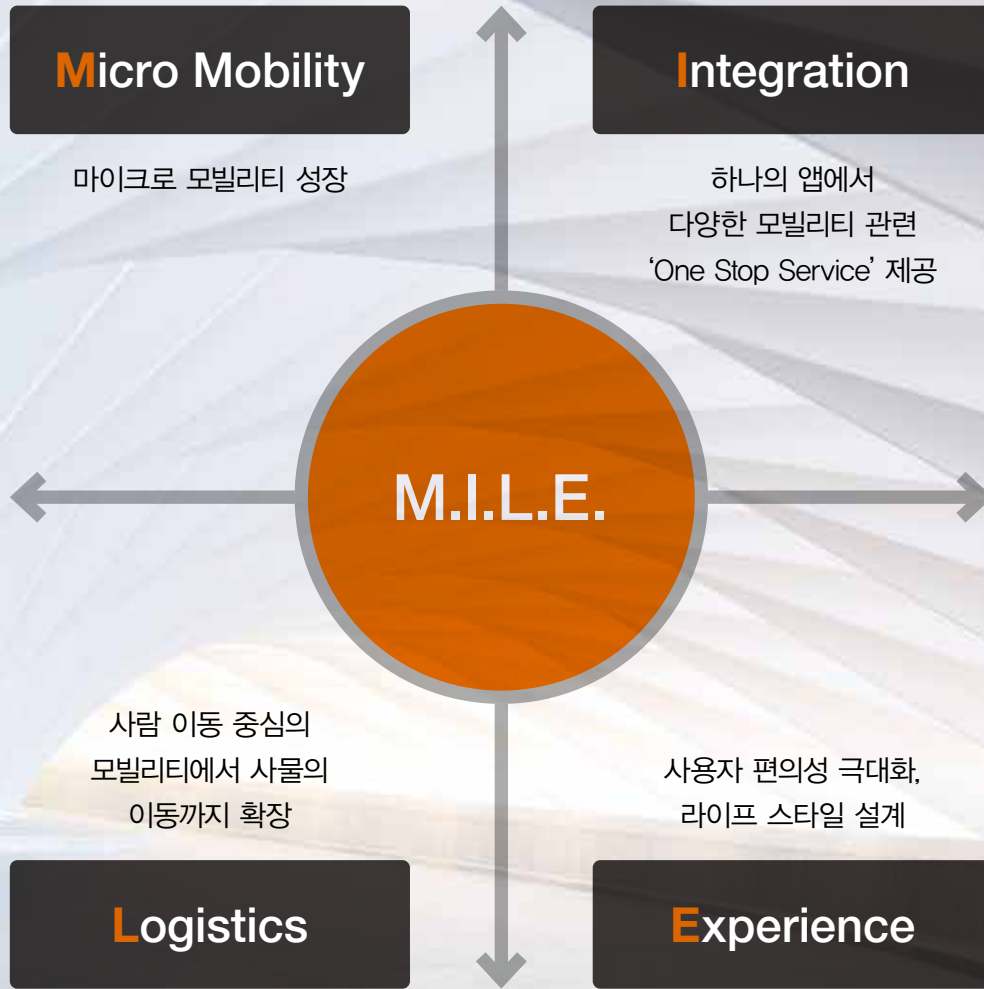 Micro Mobility
마이크로 모빌리티 성장
Integration
하나의 앱에서
다양한 모빌리티 관련
‘One Stop Service’ 제공
M.I.L.E.
사람 이동 중심의
모빌리티에서 사물의
이동까지 확장
Logistics
사용자 편의성 극대화,
라이프 스타일 설계
Experience